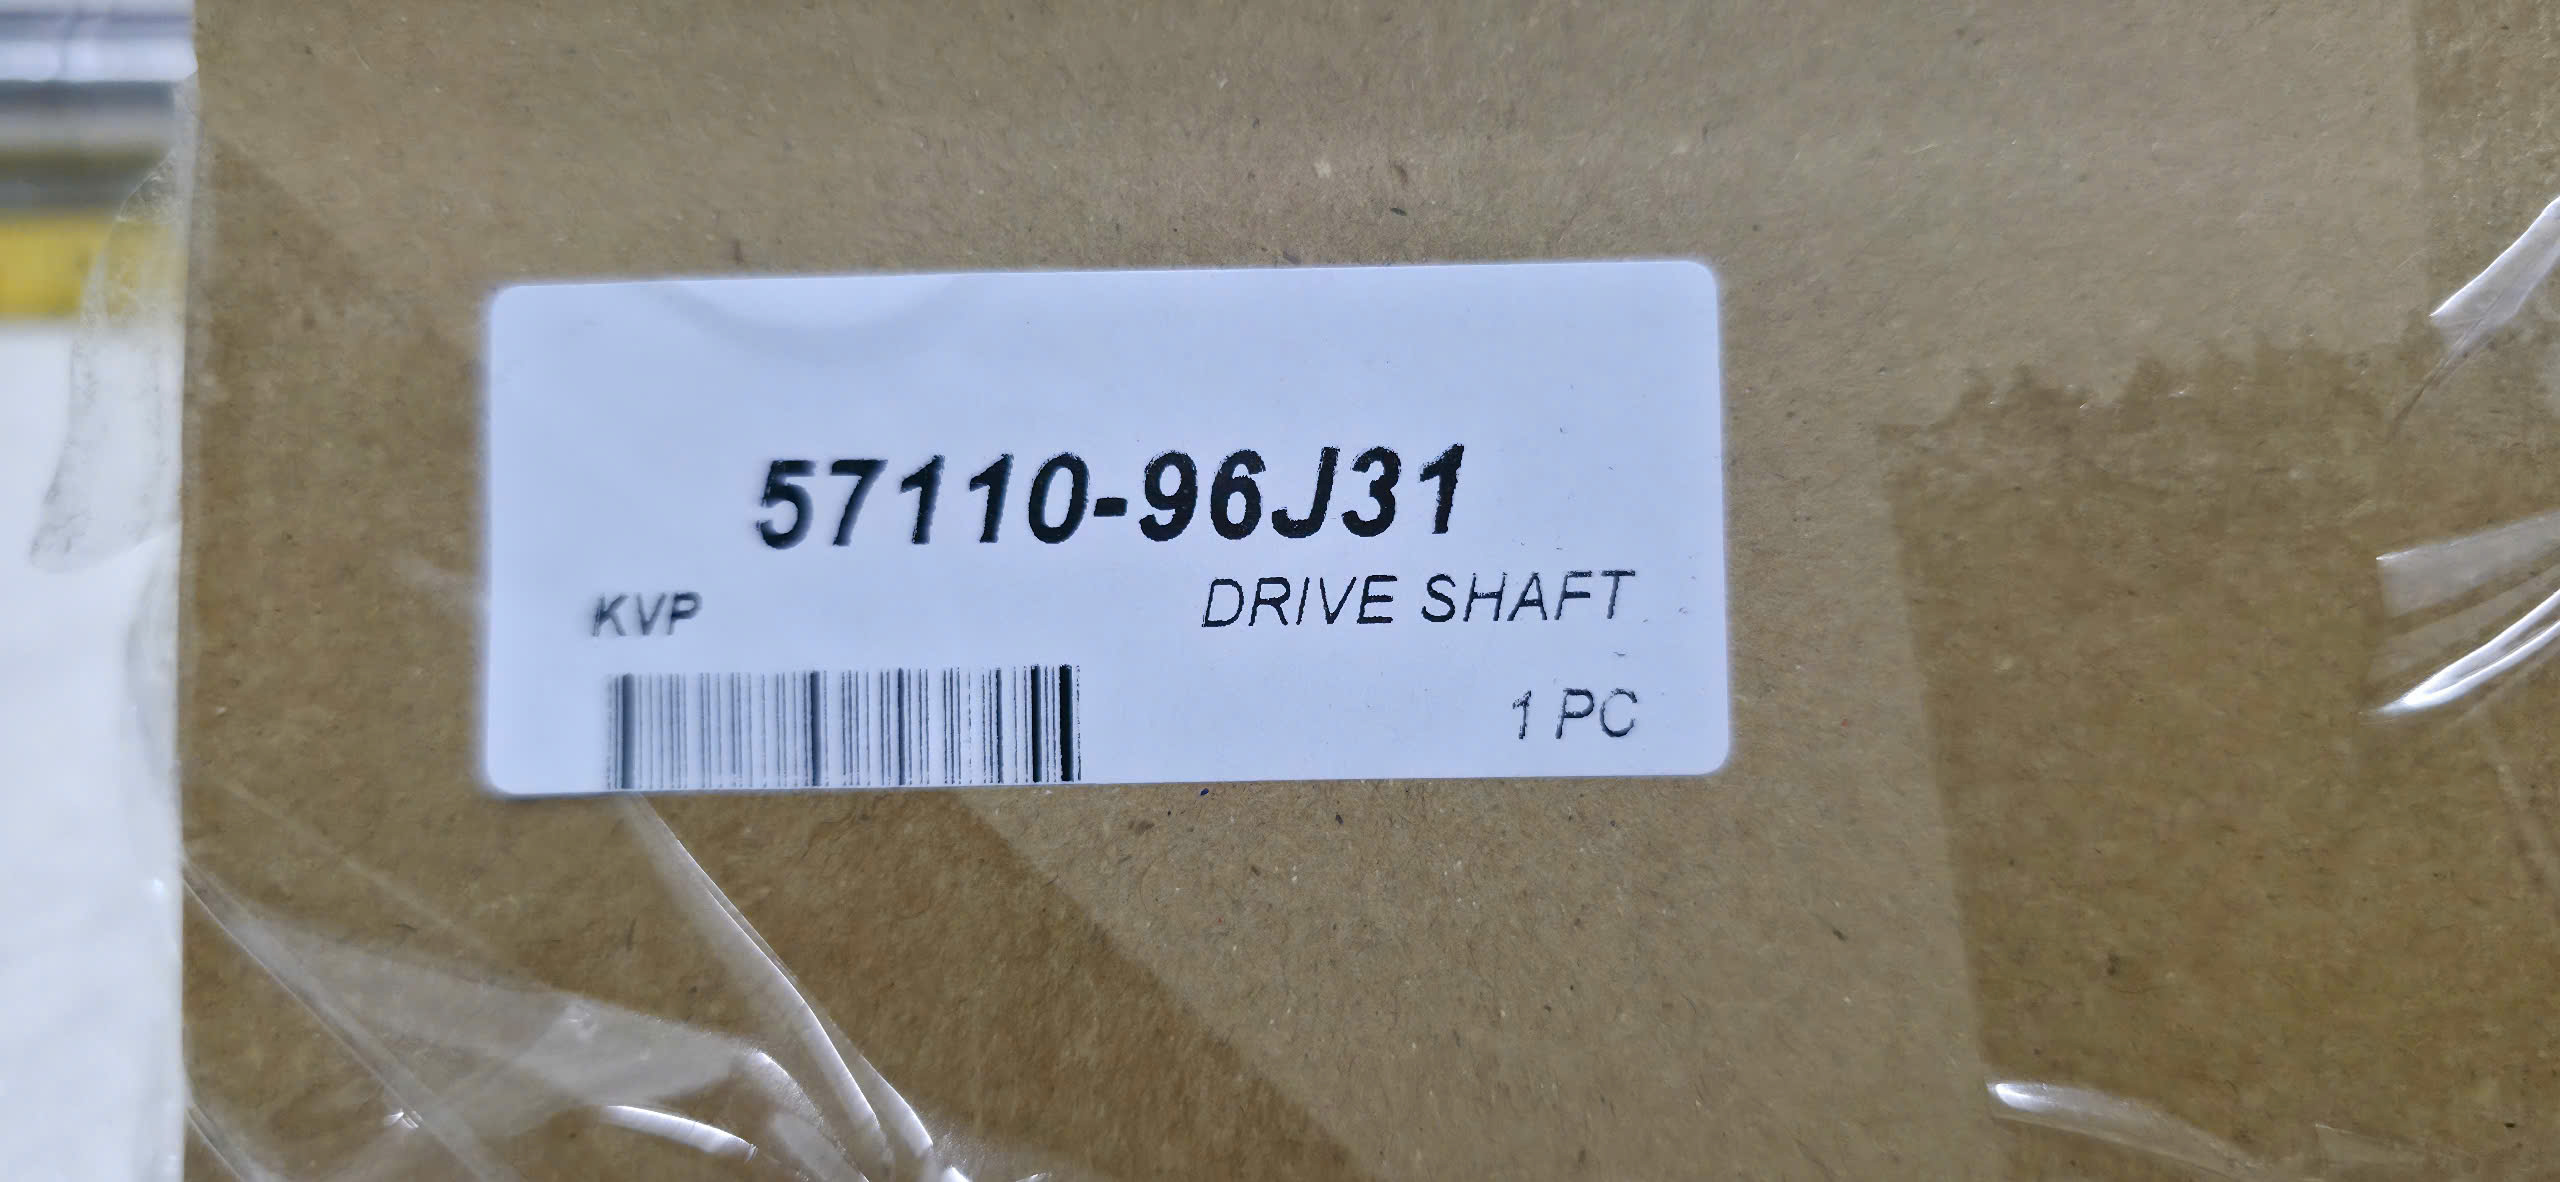 57110-96J31
KVP
DRIVE SHAFT
1 PC